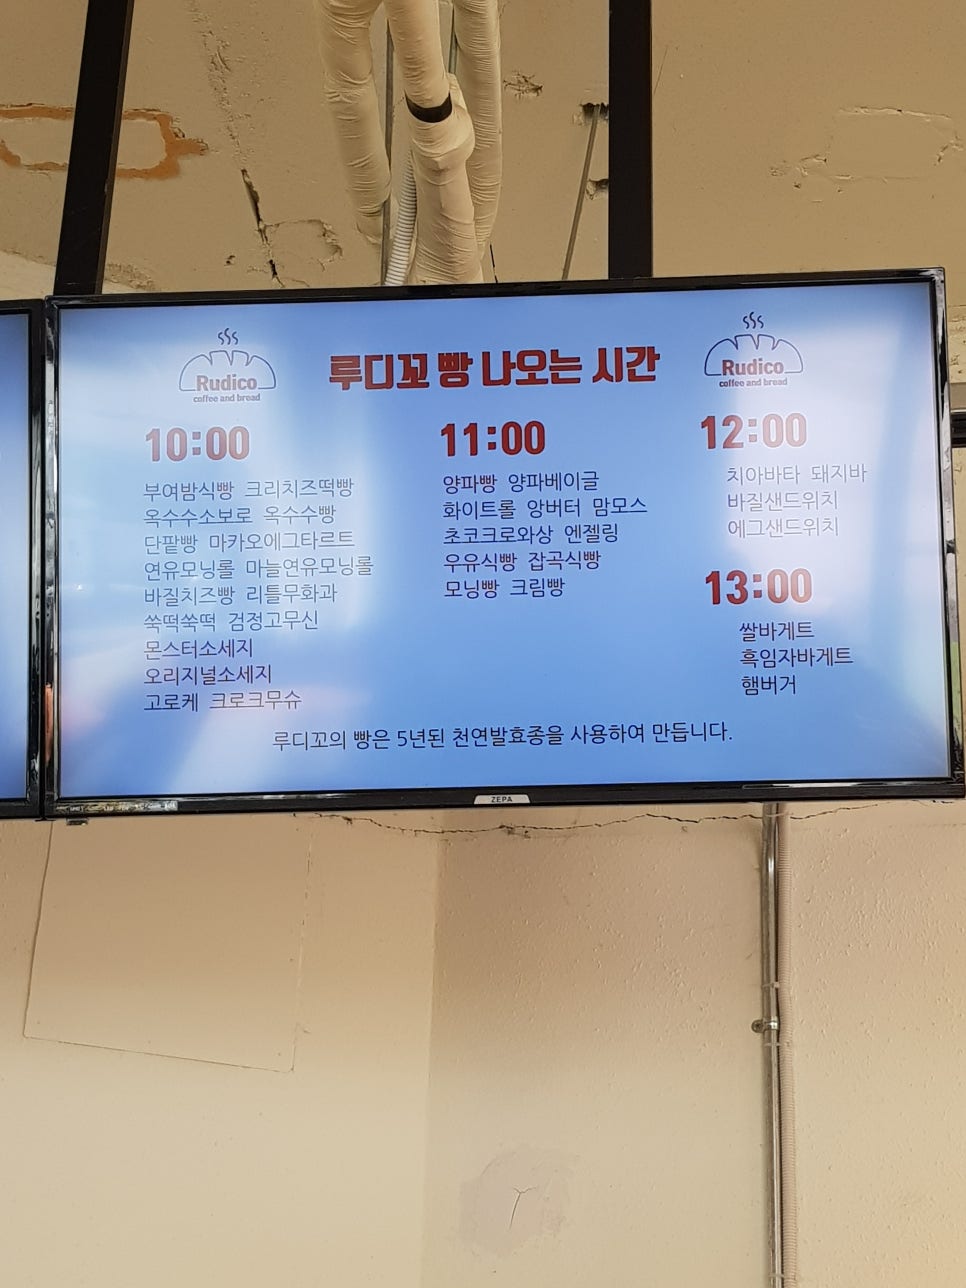 Rudico
coffee and bread
루디꼬 빵 나오는 시간
Rudico
coffee and bread
10:00
부여밤식빵 크리치즈떡빵
옥수수소보로 옥수수빵
단팥빵 마카오에그타르트
연유모닝롤 마늘연유모닝롤
바질치즈빵 리틀무화과
쑥떡쑥떡 검정고무신
몬스터소세지
오리지널소세지
고로케 크로크무슈
11:00
양파빵 양파베이글
화이트롤 앙버터 맘모스
초코크로와상 엔젤링
우유식빵 잡곡식빵
모닝빵 크림빵
12:00
치아바타 돼지바
바질샌드위치
에그샌드위치
13:00
쌀바게트
흑임자바게트
햄버거
루디꼬의 빵은 5년된 천연발효종을 사용하여 만듭니다.
ZEPA